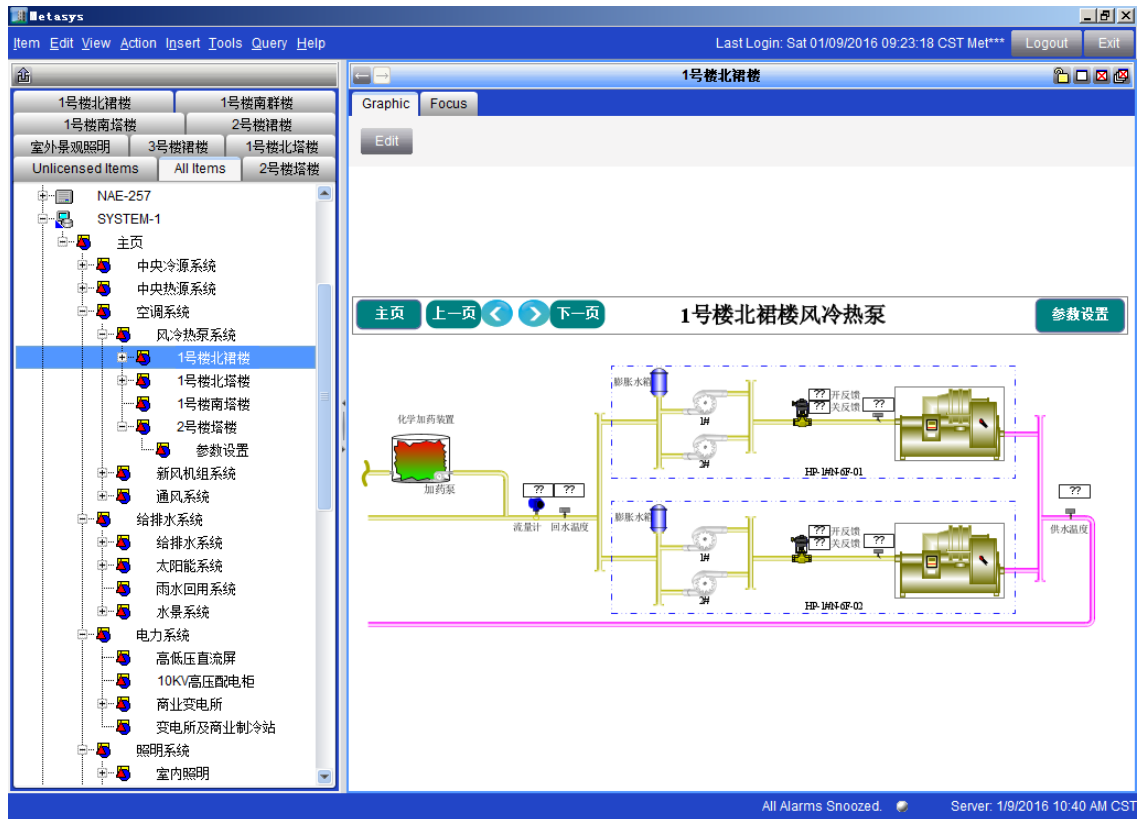 Metasys
Item Edit View Action Insert Tools Query Help
Last Login: Sat 01/09/2016 09:23:18 CST Met*** Logout Exit
1号楼北裙楼 1号楼南群楼
1号楼南塔楼 2号楼裙楼
室外景观照明 3号楼裙楼 1号楼北塔楼
Unlicensed Items All Items 2号楼塔楼
NAE-257
SYSTEM-1
主页
中央冷源系统
中央热源系统
空调系统
风冷热泵系统
1号楼北裙楼
1号楼北塔楼
1号楼南塔楼
2号楼塔楼
参数设置
新风机组系统
通风系统
给排水系统
给排水系统
太阳能系统
雨水回用系统
水景系统
电力系统
高低压直流屏
10KV高压配电柜
商业变电所
变电所及商业制冷站
照明系统
室内照明
1号楼北裙楼
Graphic Focus
Edit
主页 上一页 下一页 1号楼北裙楼风冷热泵 参数设置
膨胀水箱
1#
2#
?? 开反馈
?? 关反馈
??
HP-1#N-6F-01
化学加药装置
加药泵
?? ??
流量计 回水温度
膨胀水箱
1#
2#
?? 开反馈
?? 关反馈
??
HP-1#N-6F-02
??
供水温度
All Alarms Snoozed. Server: 1/9/2016 10:40 AM CST